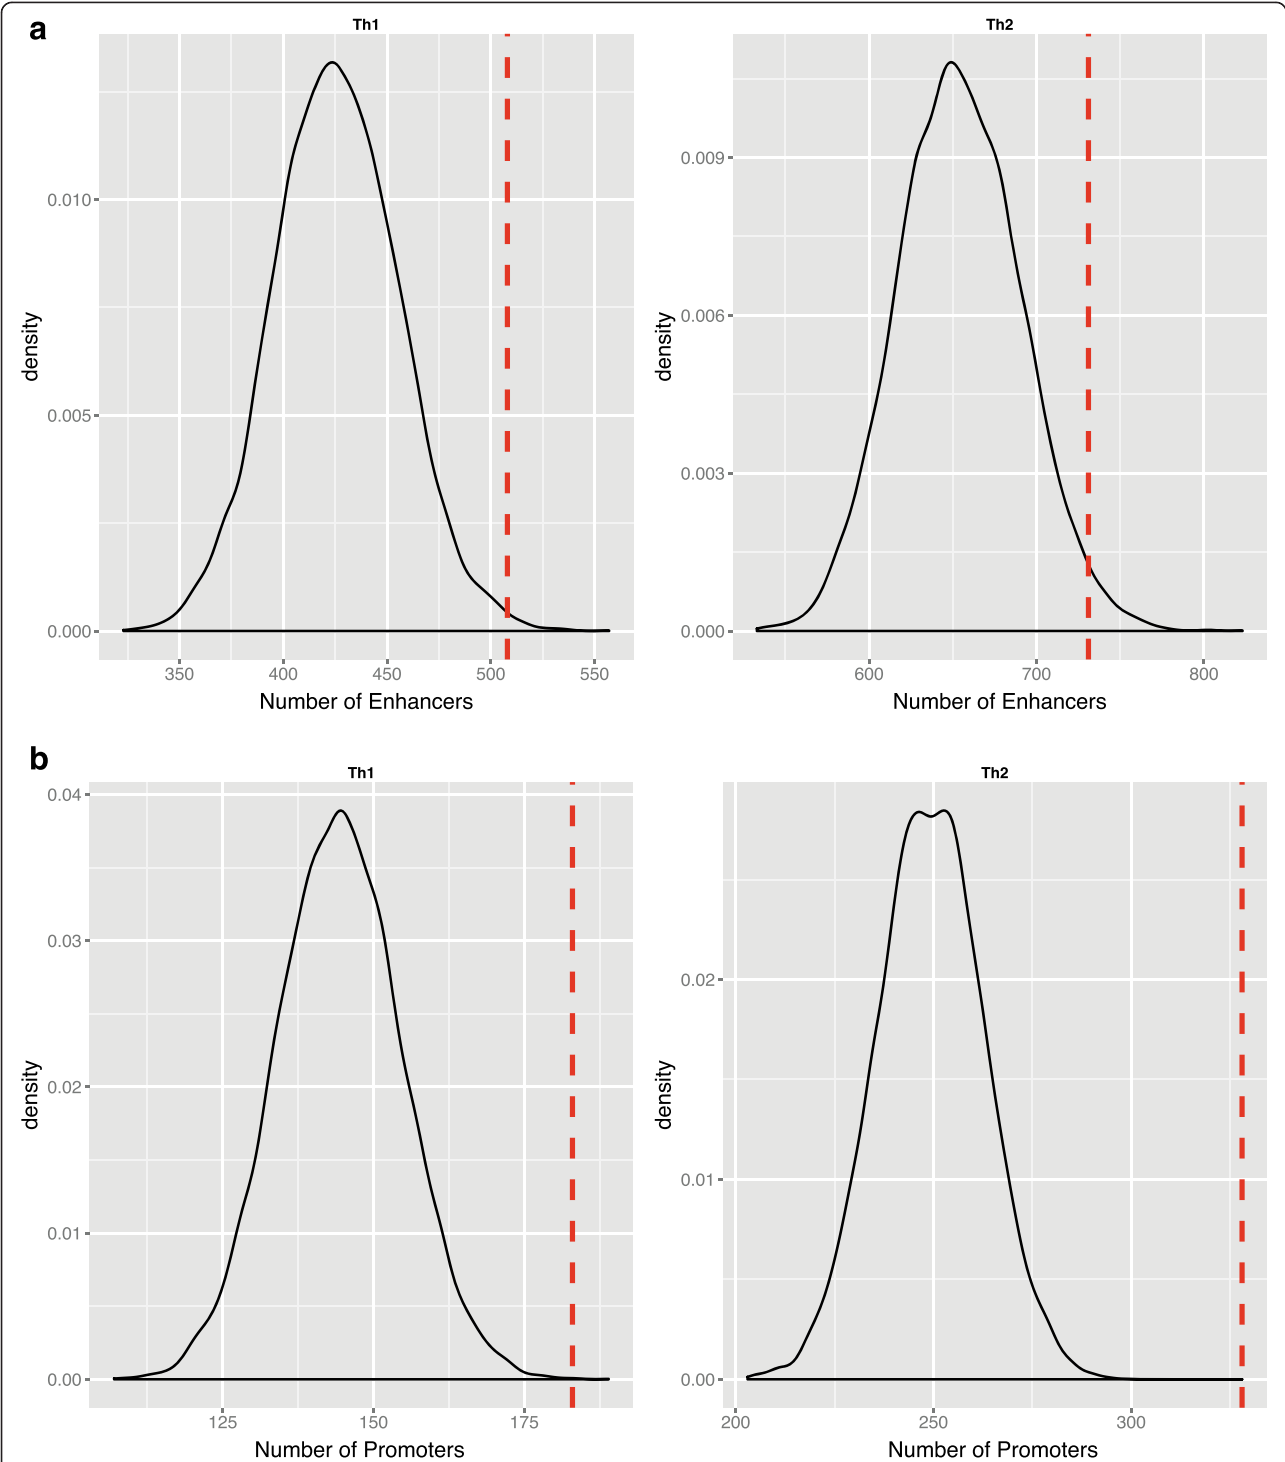 a
Th1
Th2
density
0.010
0.005
0.000
350 400 450 500 550
Number of Enhancers
density
0.009
0.006
0.003
0.000
600 700 800
Number of Enhancers
b
Th1
Th2
density
0.04
0.03
0.02
0.01
0.00
125 150 175
Number of Promoters
density
0.02
0.01
0.00
200 250 300
Number of Promoters